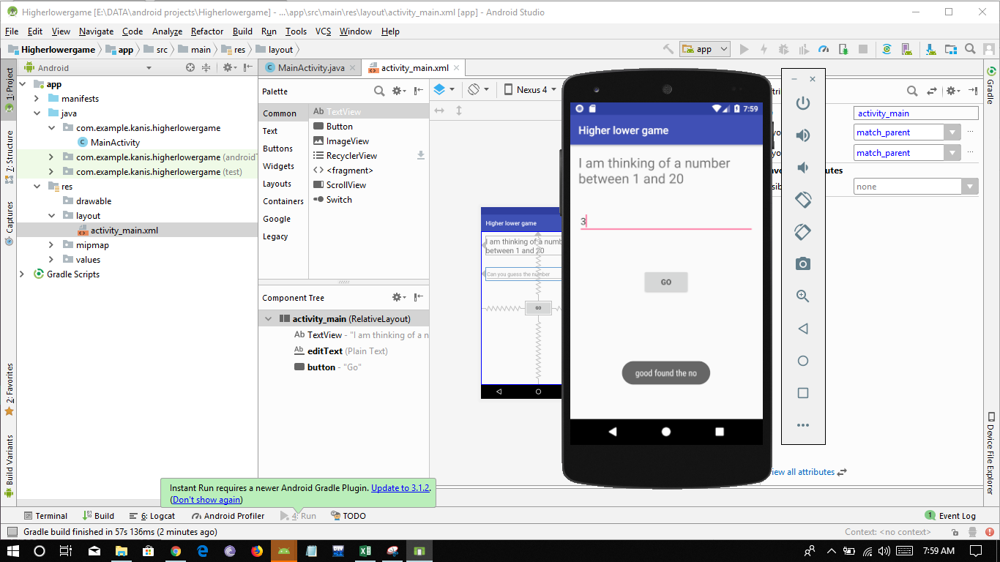 Higherlowergame [E:\DATA\android projects\Higherlowergame] - ...\app\src\main\res\layout\activity_main.xml [app] - Android Studio
File Edit View Navigate Code Analyze Refactor Build Run Tools VCS Window Help
Higherlowergame app src main res layout app
1: Project
7: Structure
Captures
2: Favorites
Build Variants
Android
app
manifests
java
com.example.kanis.higherlowergame
MainActivity
com.example.kanis.higherlowergame (android
com.example.kanis.higherlowergame (test)
res
drawable
layout
activity_main.xml
mipmap
values
Gradle Scripts
MainActivity.java activity_main.xml
Palette
Common
Text
Buttons
Widgets
Layouts
Containers
Google
Legacy
Ab TextView
Button
ImageView
RecyclerView
<fragment>
ScrollView
Switch
Component Tree
activity_main (RelativeLayout)
Ab TextView - "I am thinking of a n
Ab editText (Plain Text)
button - "Go"
Nexus 4
Higher lower game
I am thinking of a numb
between 1 and 20
Can you guess the number
GO
7:59
Higher lower game
I am thinking of a number
between 1 and 20
3
GO
good found the no
activity_main
match_parent
match_parent
none
view all attributes
Gradle
Device File Explorer
Instant Run requires a newer Android Gradle Plugin. Update to 3.1.2.
(Don't show again)
Terminal Build 6: Logcat Android Profiler 4: Run TODO 1 Event Log
Gradle build finished in 57s 136ms (2 minutes ago) Context: <no context>
7:59 AM